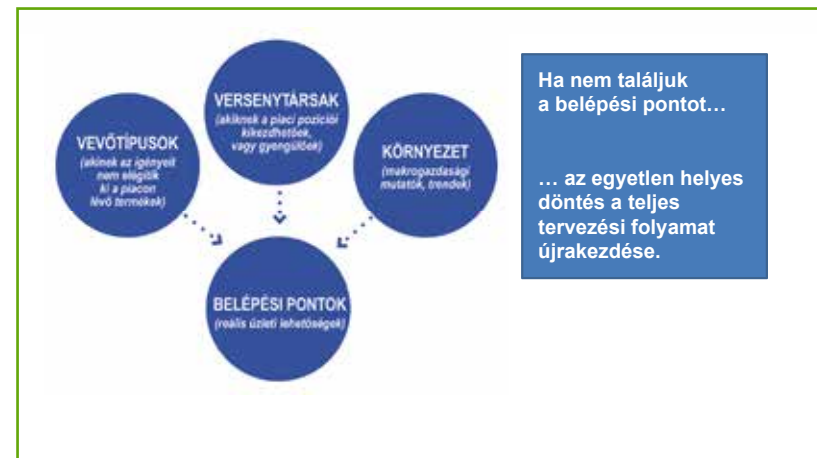 VEVŐTÍPUSOK
(akinek az igényeit
nem elégítik
ki a piacon
lévő termékek)
VERSENYTÁRSAK
(akiknek a piaci pozíciói
kikezdhetőek,
vagy gyengülőek)
KÖRNYEZET
(makrogazdasági
mutatók, trendek)
BELÉPÉSI PONTOK
(reális üzleti lehetőségek)
Ha nem találjuk
a belépési pontot…
… az egyetlen helyes
döntés a teljes
tervezési folyamat
újrakezdése.